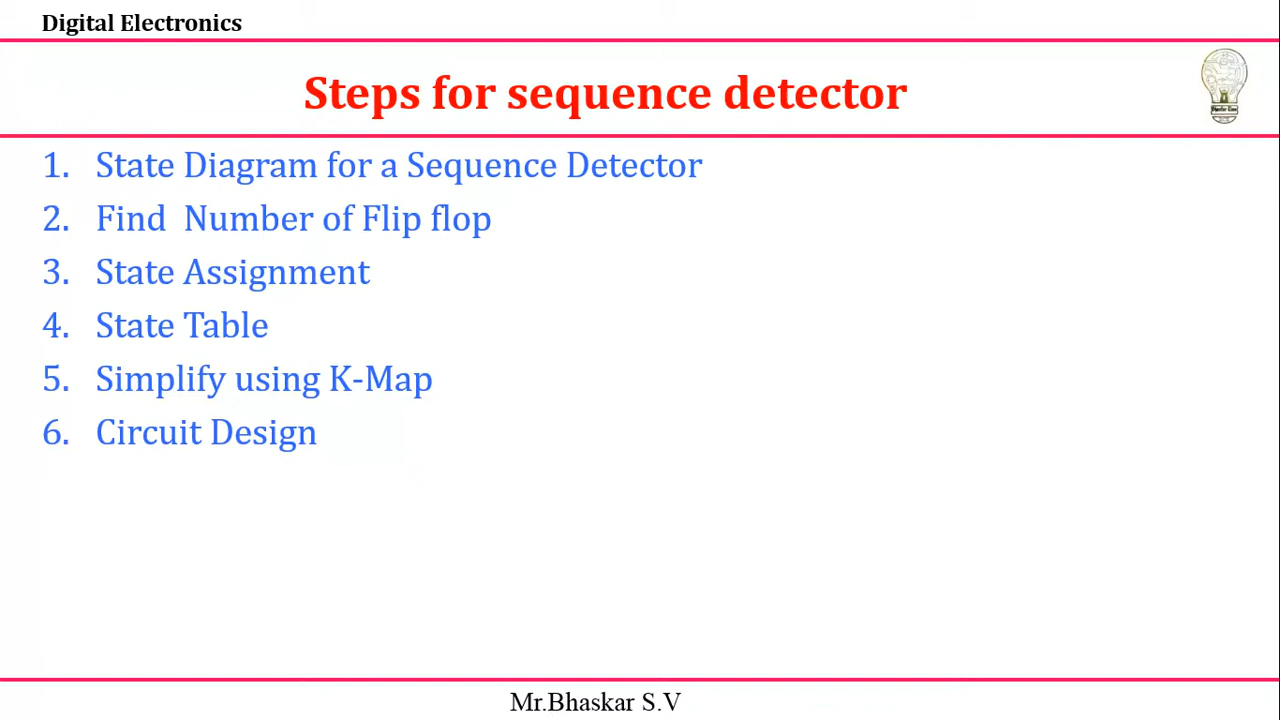 Digital Electronics
Steps for sequence detector
1. State Diagram for a Sequence Detector
2. Find Number of Flip flop
3. State Assignment
4. State Table
5. Simplify using K-Map
6. Circuit Design
Mr.Bhaskar S.V